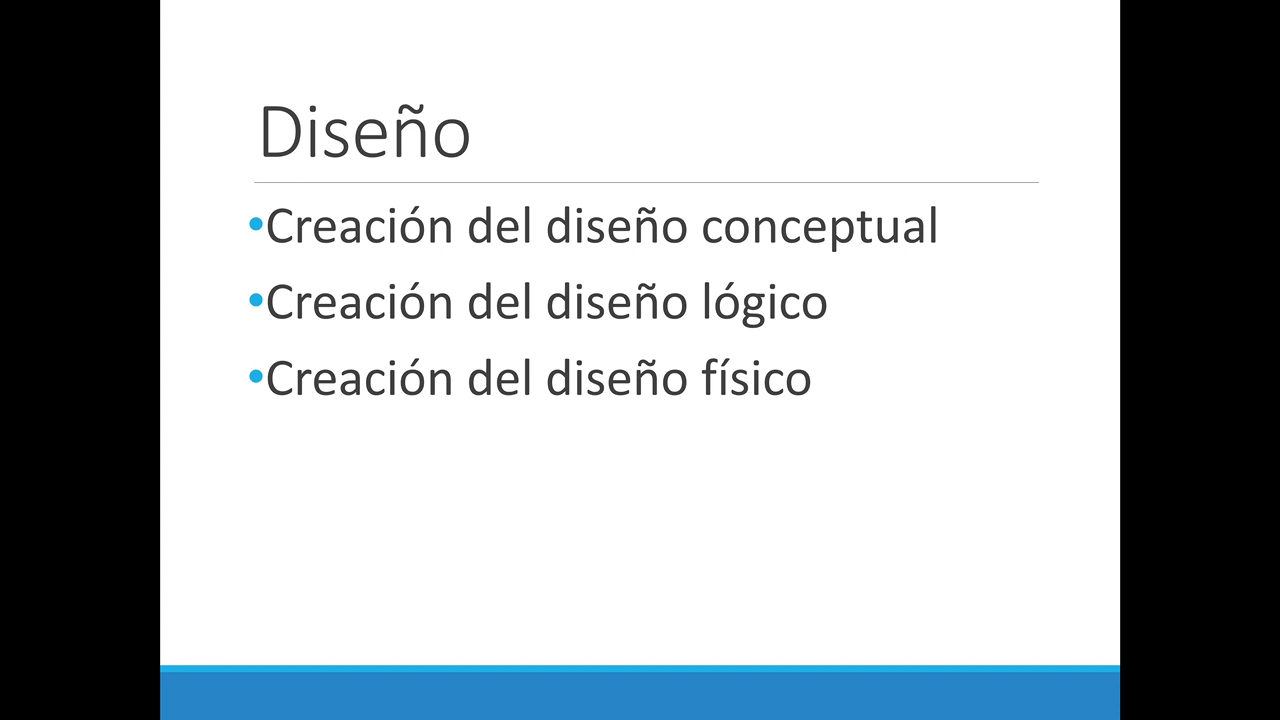 Diseño
•Creación del diseño conceptual
•Creación del diseño lógico
•Creación del diseño físico